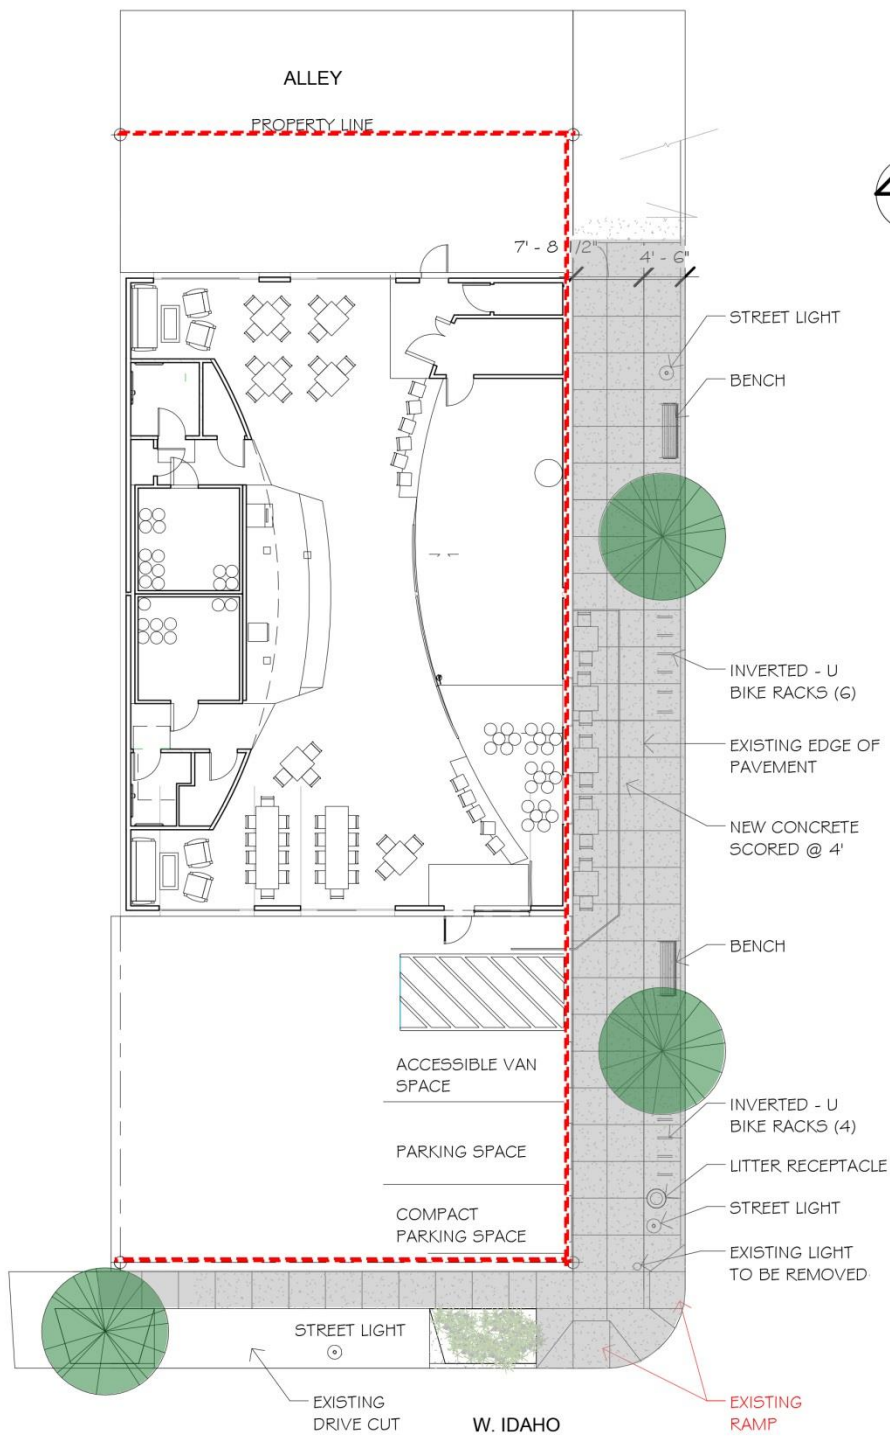 ALLEY
PROPERTY LINE
7' - 8 1/2"
4' - 6"
STREET LIGHT
BENCH
INVERTED - U
BIKE RACKS (6)
EXISTING EDGE OF
PAVEMENT
NEW CONCRETE
SCORED @ 4'
BENCH
ACCESSIBLE VAN
SPACE
INVERTED - U
BIKE RACKS (4)
PARKING SPACE
LITTER RECEPTACLE
COMPACT
PARKING SPACE
STREET LIGHT
EXISTING LIGHT
TO BE REMOVED
STREET LIGHT
EXISTING
DRIVE CUT
W. IDAHO
EXISTING
RAMP